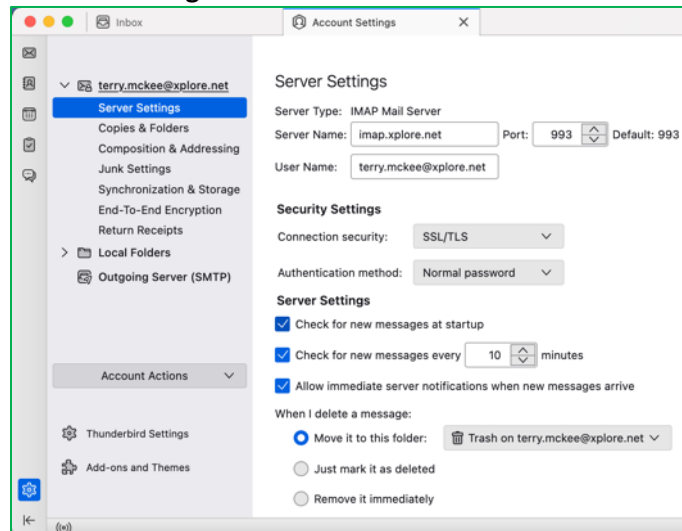 Inbox
Account Settings
terry.mckee@xplore.net
Server Settings
Copies & Folders
Composition & Addressing
Junk Settings
Synchronization & Storage
End-To-End Encryption
Return Receipts
Local Folders
Outgoing Server (SMTP)
Account Actions
Thunderbird Settings
Add-ons and Themes
Server Settings
Server Type: IMAP Mail Server
Server Name: imap.xplore.net Port: 993 Default: 993
User Name: terry.mckee@xplore.net
Security Settings
Connection security: SSL/TLS
Authentication method: Normal password
Server Settings
Check for new messages at startup
Check for new messages every 10 minutes
Allow immediate server notifications when new messages arrive
When I delete a message:
Move it to this folder: Trash on terry.mckee@xplore.net
Just mark it as deleted
Remove it immediately